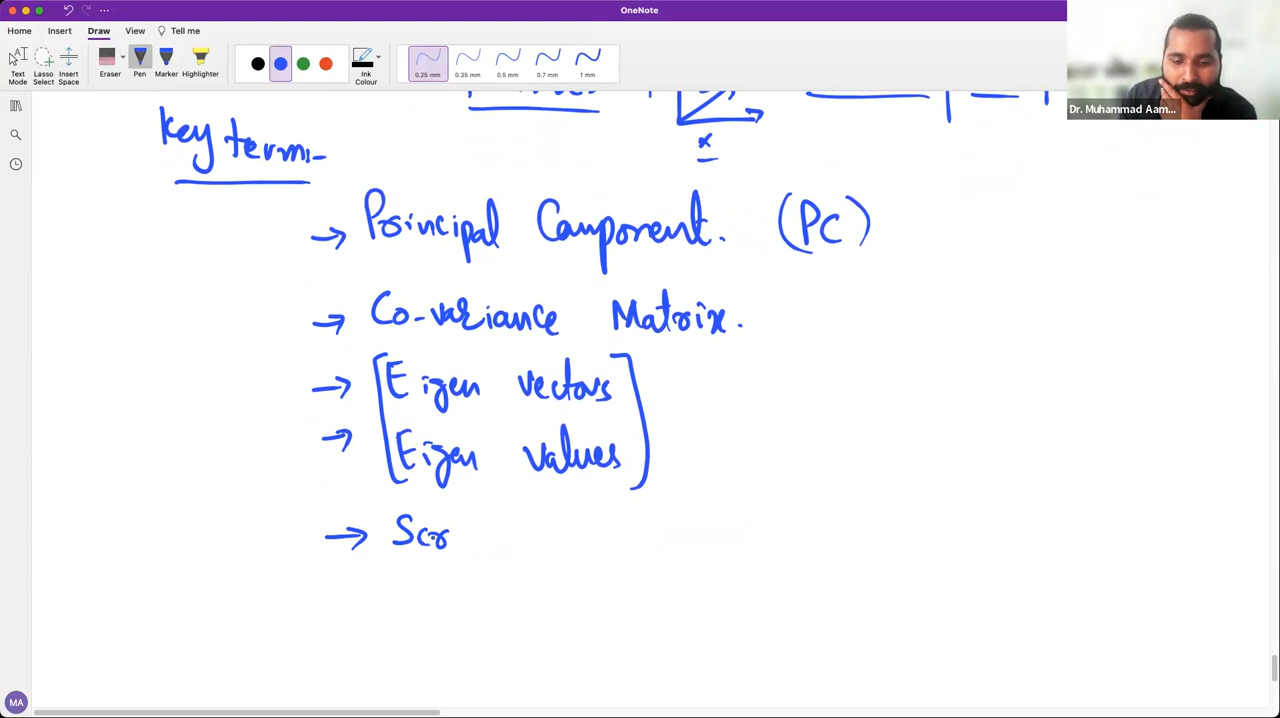 OneNote
Home Insert Draw View Tell me
Text Mode
Lasso Select
Insert Space
Eraser
Pen
Marker
Highlighter
Ink Colour
0.25 mm
0.35 mm
0.5 mm
0.7 mm
1 mm
Dr. Muhammad Aam...
x
Key term
→ Principal Component. (PC)
→ Co-variance Matrix.
→ [Eigen vectors
→ Eigen values]
→ Scr
MA